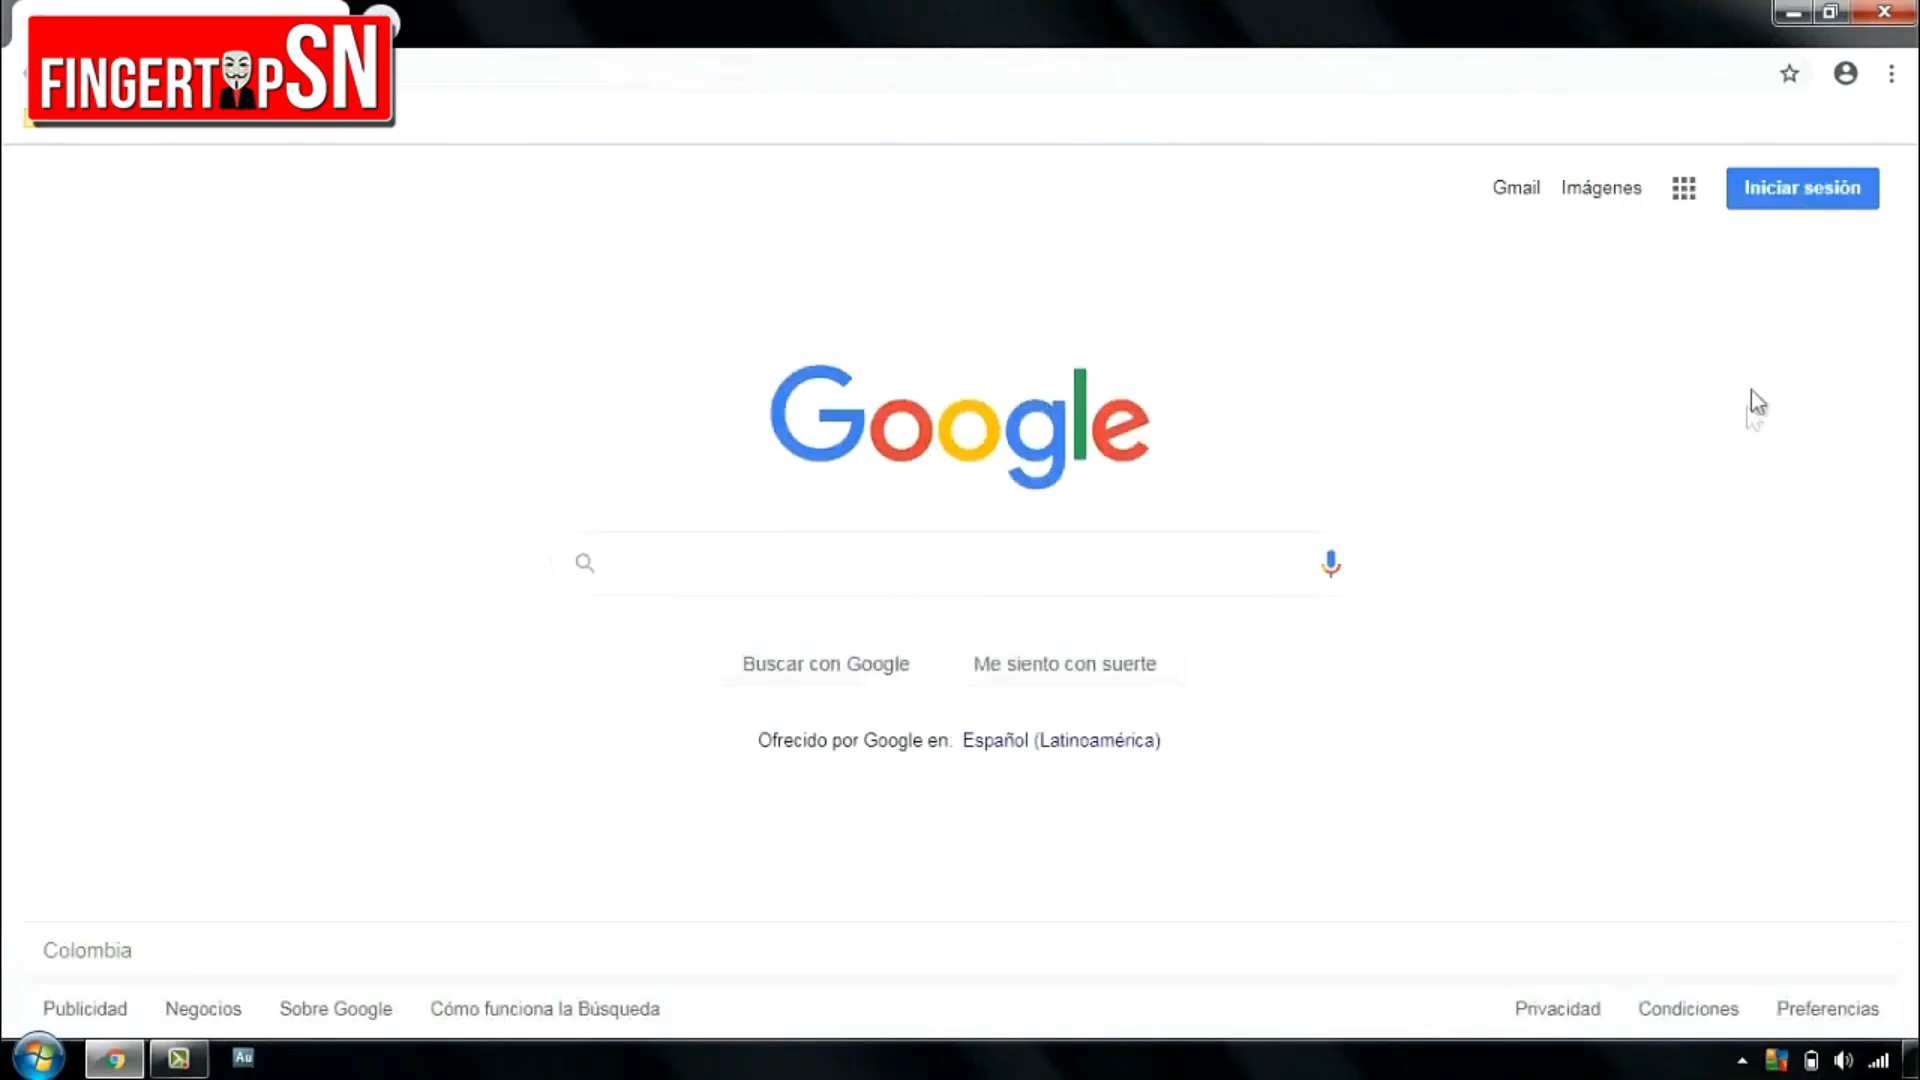 FINGERTIPSN
Gmail Imágenes Iniciar sesión
Google
Buscar con Google Me siento con suerte
Ofrecido por Google en: Español (Latinoamérica)
Colombia
Publicidad Negocios Sobre Google Cómo funciona la Búsqueda Privacidad Condiciones Preferencias
Au